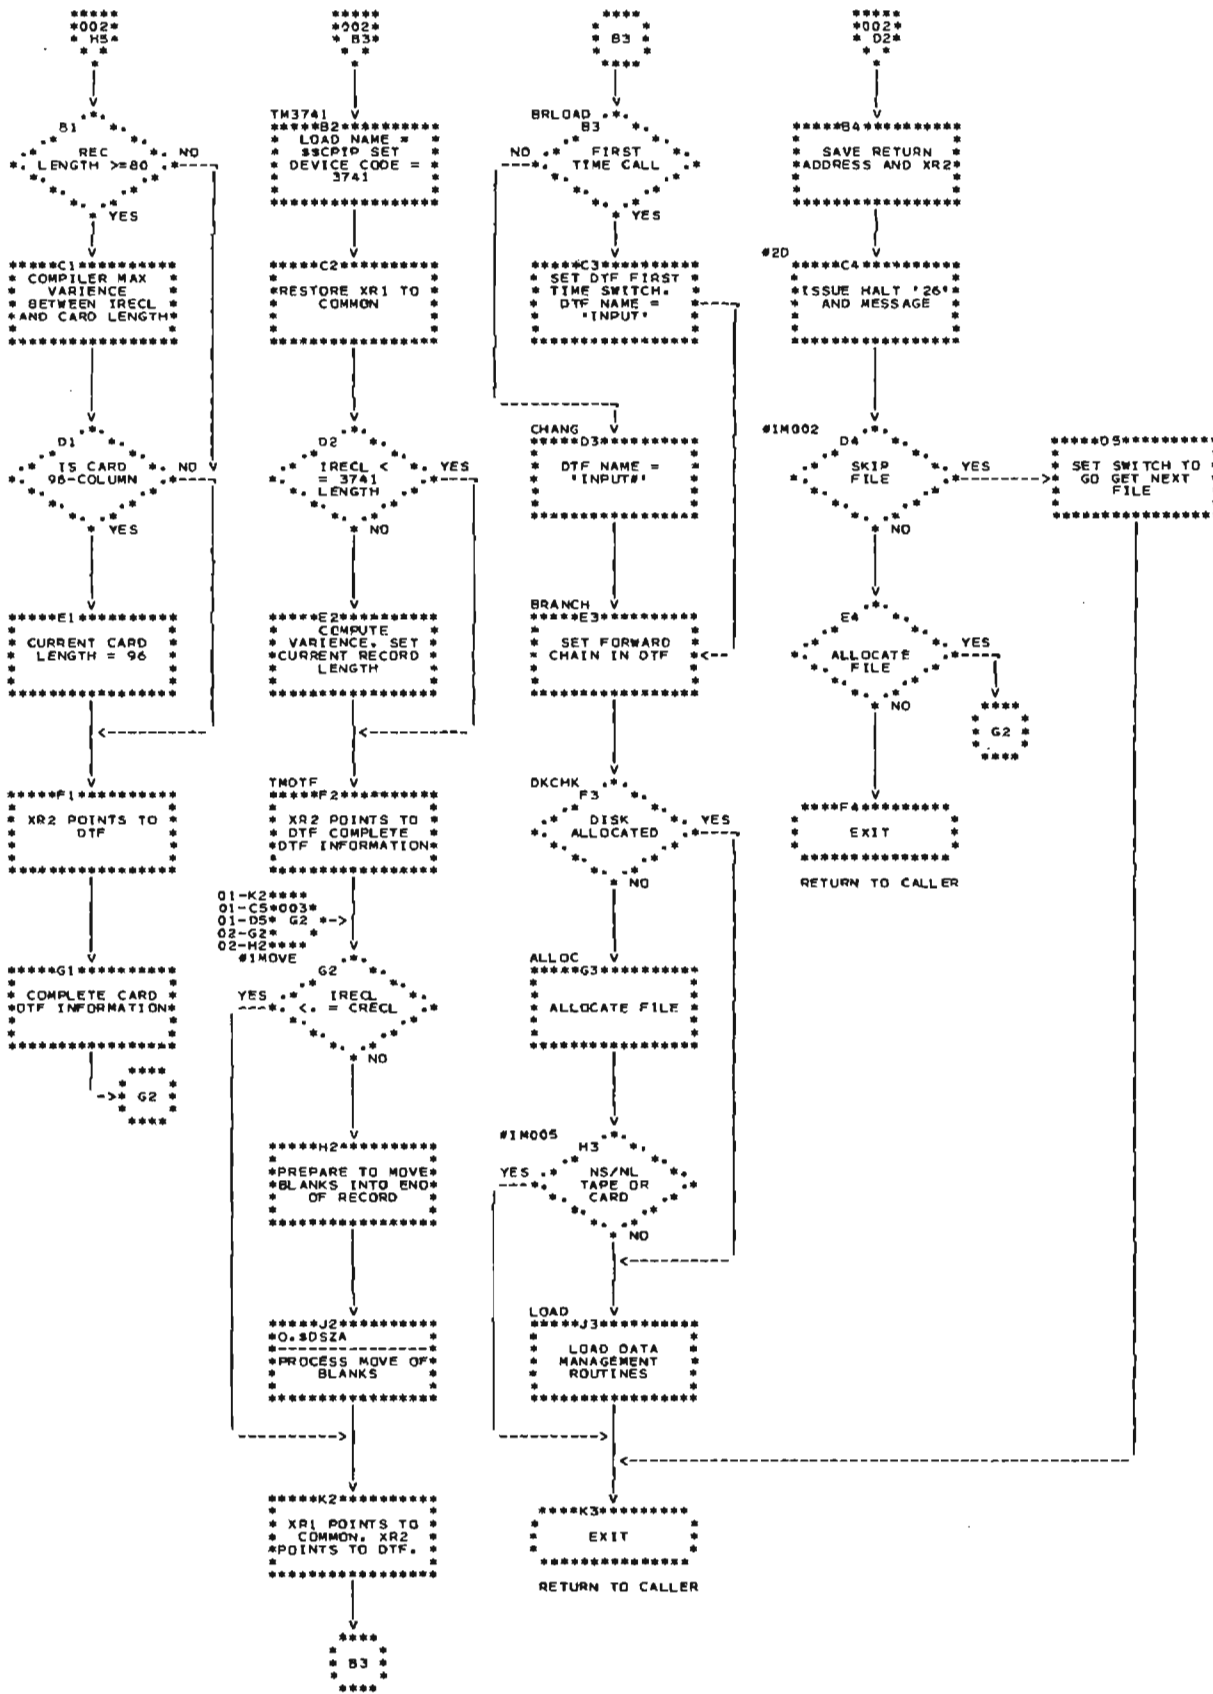 002
H5
B1
REC
LENGTH >=80
NO
YES
C1
COMPILER MAX
VARIENCE
BETWEEN IRECL
AND CARD LENGTH
D1
IS CARD
96-COLUMN
NO
YES
E1
CURRENT CARD
LENGTH = 96
F1
XR2 POINTS TO
DTF
G1
COMPLETE CARD
DTF INFORMATION
G2
002
B3
TM3741
B2
LOAD NAME =
$$CPIP SET
DEVICE CODE =
3741
C2
RESTORE XR1 TO
COMMON
D2
IRECL <
= 3741
LENGTH
YES
NO
E2
COMPUTE
VARIENCE. SET
CURRENT RECORD
LENGTH
TMDTF
F2
XR2 POINTS TO
DTF COMPLETE
DTF INFORMATION
01-K2
01-C5 003
01-D5 G2
02-G2
02-H2
#1MOVE
G2
YES
IRECL
<. = CRECL
NO
H2
PREPARE TO MOVE
BLANKS INTO END
OF RECORD
J2
O.$DSZA
PROCESS MOVE OF
BLANKS
K2
XR1 POINTS TO
COMMON. XR2
POINTS TO DTF.
B3
B3
BRLOAD
B3
NO
FIRST
TIME CALL
YES
C3
SET DTF FIRST
TIME SWITCH.
DTF NAME =
'INPUT'
CHANG
D3
DTF NAME =
'INPUT#'
BRANCH
E3
SET FORWARD
CHAIN IN DTF
DKCHK
F3
DISK
ALLOCATED
YES
NO
ALLOC
G3
ALLOCATE FILE
#1M005
H3
YES
NS/NL
TAPE OR
CARD
NO
LOAD
J3
LOAD DATA
MANAGEMENT
ROUTINES
K3
EXIT
RETURN TO CALLER
002
D2
B4
SAVE RETURN
ADDRESS AND XR2
#2D
C4
ISSUE HALT '26'
AND MESSAGE
#1M002
D4
SKIP
FILE
YES
NO
D5
SET SWITCH TO
GO GET NEXT
FILE
E4
ALLOCATE
FILE
YES
NO
G2
F4
EXIT
RETURN TO CALLER